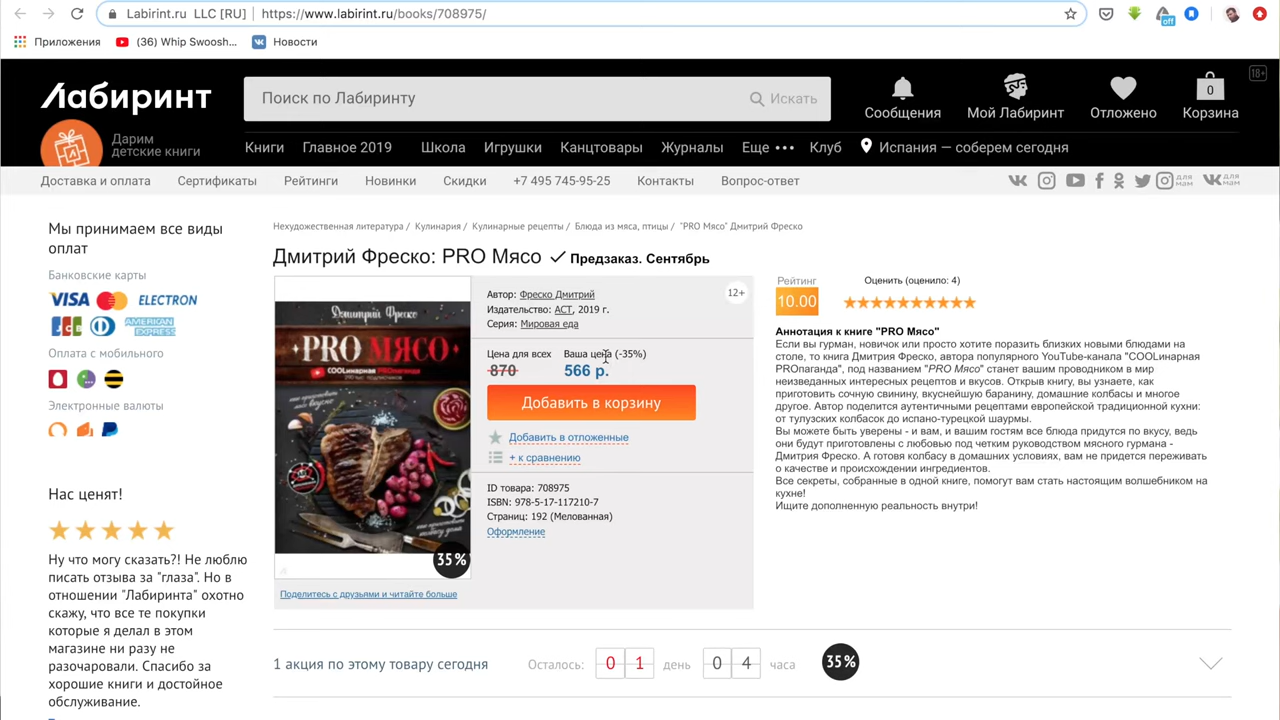 Labirint.ru LLC [RU] | https://www.labirint.ru/books/708975/
off
Приложения
(36) Whip Swoosh...
Новости
18+
Лабиринт
Поиск по Лабиринту
Искать
0
Сообщения
Мой Лабиринт
Отложено
Корзина
Дарим
детские книги
Книги
Главное 2019
Школа
Игрушки
Канцтовары
Журналы
Еще •••
Клуб
Испания — соберем сегодня
Доставка и оплата
Сертификаты
Рейтинги
Новинки
Скидки
+7 495 745-95-25
Контакты
Вопрос-ответ
для мам
для мам
Мы принимаем все виды
оплат
Банковские карты
VISA ELECTRON
JCB AMERICAN EXPRESS
Оплата с мобильного
Электронные валюты
Нас ценят!
Ну что могу сказать?! Не люблю
писать отзыва за "глаза". Но в
отношении "Лабиринта" охотно
скажу, что все те покупки
которые я делал в этом
магазине ни разу не
разочаровали. Спасибо за
хорошие книги и достойное
обслуживание.
Нехудожественная литература / Кулинария / Кулинарные рецепты / Блюда из мяса, птицы / "PRO Мясо" Дмитрий Фреско
Дмитрий Фреско: PRO Мясо ✓ Предзаказ. Сентябрь
Дмитрий Фреско
PRO МЯСО
COOLинарная PROпаганда
35%
Поделитесь с друзьями и читайте больше
12+
Автор: Фреско Дмитрий
Издательство: АСТ, 2019 г.
Серия: Мировая еда
Цена для всех Ваша цена (-35%)
870 566 р.
Добавить в корзину
Добавить в отложенные
+ к сравнению
ID товара: 708975
ISBN: 978-5-17-117210-7
Страниц: 192 (Мелованная)
Оформление
Рейтинг
10.00
Оценить (оценило: 4)
Аннотация к книге "PRO Мясо"
Если вы гурман, новичок или просто хотите поразить близких новыми блюдами на
столе, то книга Дмитрия Фреско, автора популярного YouTube-канала "COOLинарная
PROпаганда", под названием "PRO Мясо" станет вашим проводником в мир
неизведанных интересных рецептов и вкусов. Открыв книгу, вы узнаете, как
приготовить сочную свинину, вкуснейшую баранину, домашние колбасы и многое
другое. Автор поделится аутентичными рецептами европейской традиционной кухни:
от тулузских колбасок до испано-турецкой шаурмы.
Вы можете быть уверены - и вам, и вашим гостям все блюда придутся по вкусу, ведь
они будут приготовлены с любовью под четким руководством мясного гурмана -
Дмитрия Фреско. А готовя колбасу в домашних условиях, вам не придется переживать
о качестве и происхождении ингредиентов.
Все секреты, собранные в одной книге, помогут вам стать настоящим волшебником на
кухне!
Ищите дополненную реальность внутри!
1 акция по этому товару сегодня
Осталось: 0 1 день 0 4 часа
35%